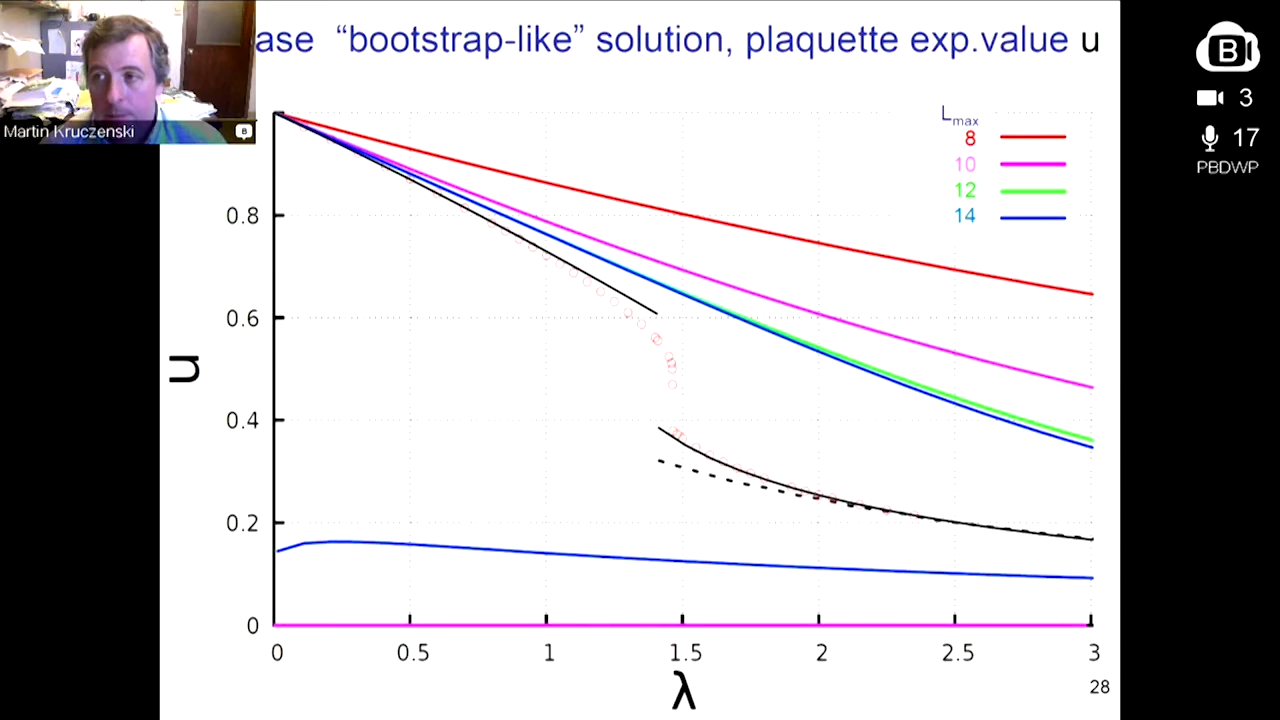 ase “bootstrap-like” solution, plaquette exp.value u
Martin Kruczenski
B
B
3
17
PBDWP
Lmax
8
10
12
14
0.8
0.6
0.4
0.2
0
u
0 0.5 1 1.5 2 2.5 3
λ
28